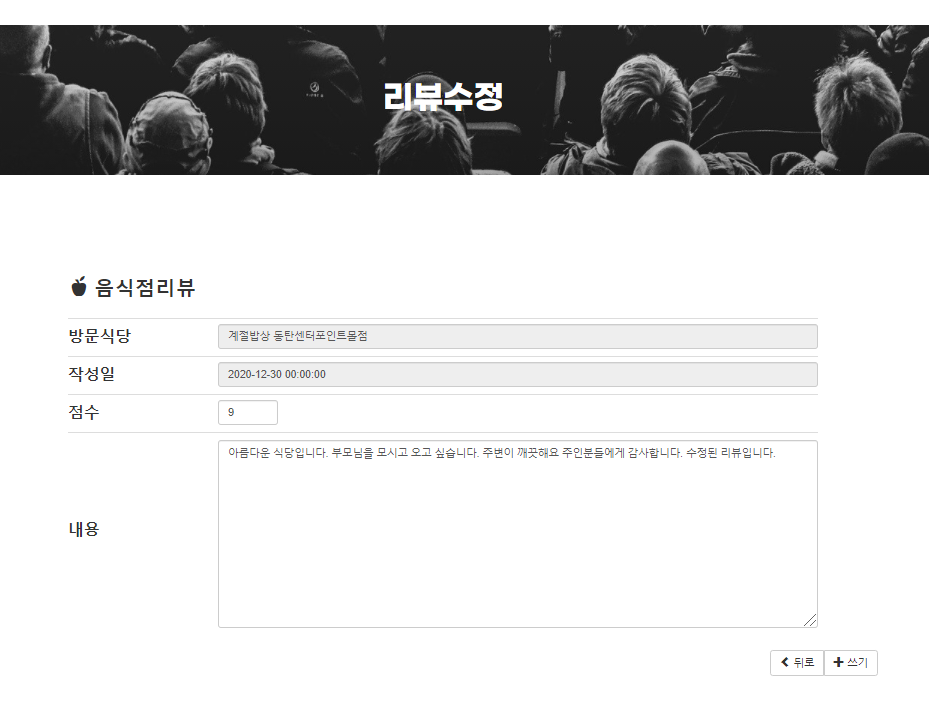 리뷰수정
음식점리뷰
방문식당 계절밥상 동탄센터포인트몰점
작성일 2020-12-30 00:00:00
점수 9
아름다운 식당입니다. 부모님을 모시고 오고 싶습니다. 주변이 깨끗해요 주인분들에게 감사합니다. 수정된 리뷰입니다.
내용
뒤로 쓰기